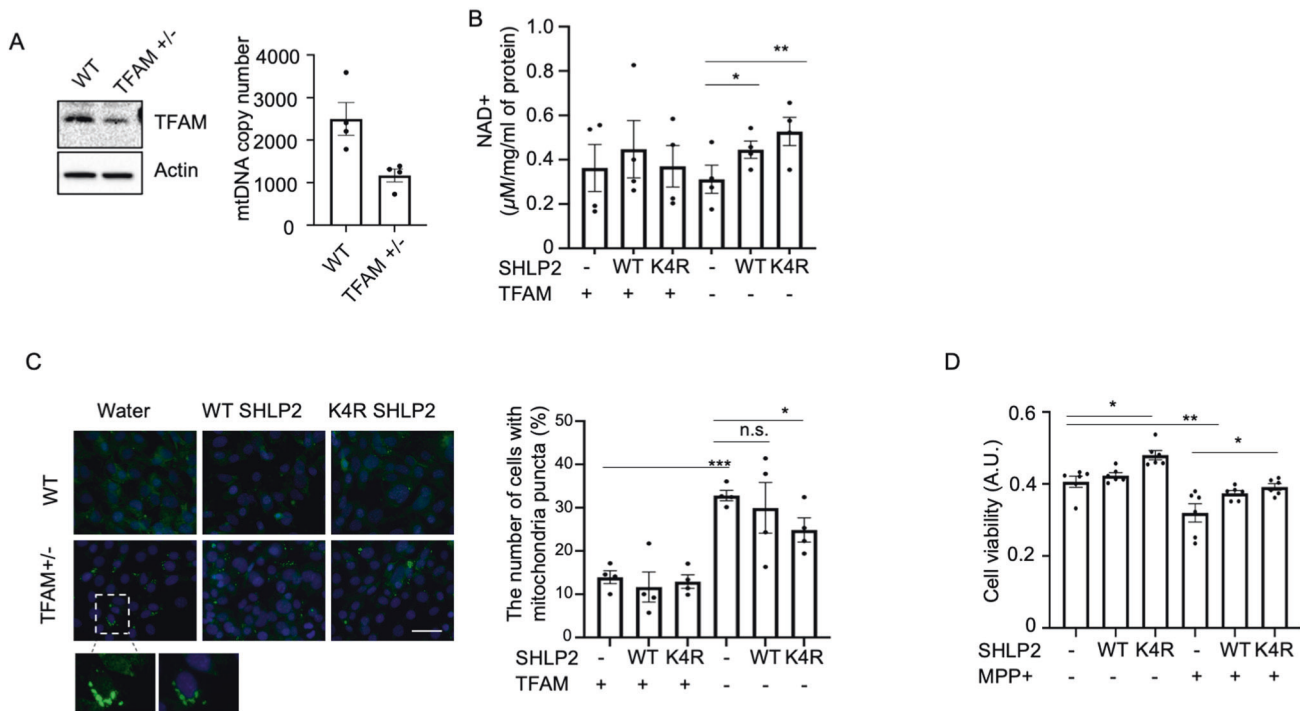 A
WT
TFAM +/-
TFAM
Actin
mtDNA copy number
4000
3000
2000
1000
0
WT
TFAM +/-
B
NAD+
(µM/mg/ml of protein)
1.0
0.8
0.6
0.4
0.2
0
*
**
SHLP2 - WT K4R - WT K4R
TFAM + + + - - -
C
Water WT SHLP2 K4R SHLP2
WT
TFAM+/-
The number of cells with
mitochondria puncta (%)
50
40
30
20
10
0
*
n.s.
***
SHLP2 - WT K4R - WT K4R
TFAM + + + - - -
D
Cell viability (A.U.)
0.6
0.4
0.2
0
*
**
*
SHLP2 - WT K4R - WT K4R
MPP+ - - - + + +